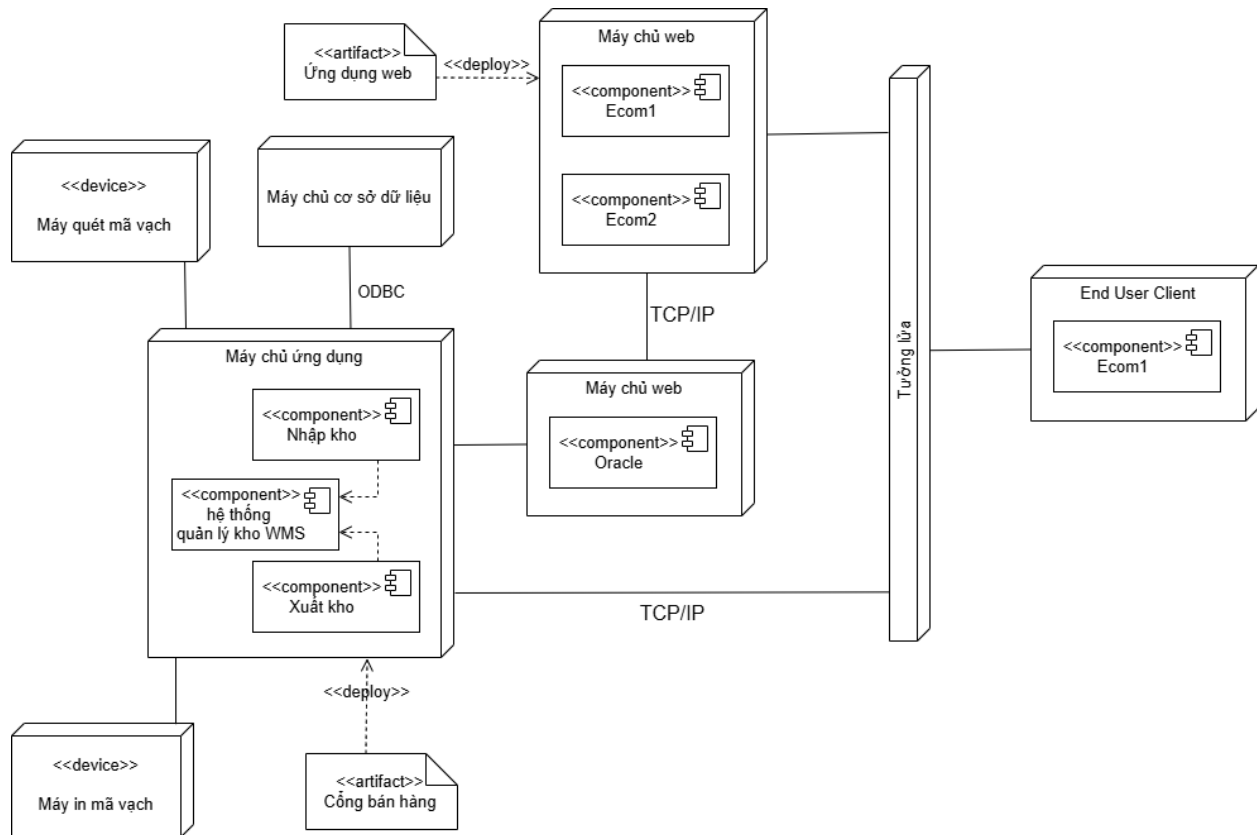 Máy chủ web
<<artifact>>
Ứng dụng web
<<deploy>>
<<component>>
Ecom1
<<component>>
Ecom2
<<device>>
Máy quét mã vạch
Máy chủ cơ sở dữ liệu
ODBC
TCP/IP
Tường lửa
End User Client
<<component>>
Ecom1
Máy chủ ứng dụng
<<component>>
Nhập kho
<<component>>
hệ thống
quản lý kho WMS
<<component>>
Xuất kho
Máy chủ web
<<component>>
Oracle
TCP/IP
<<deploy>>
<<device>>
Máy in mã vạch
<<artifact>>
Cổng bán hàng